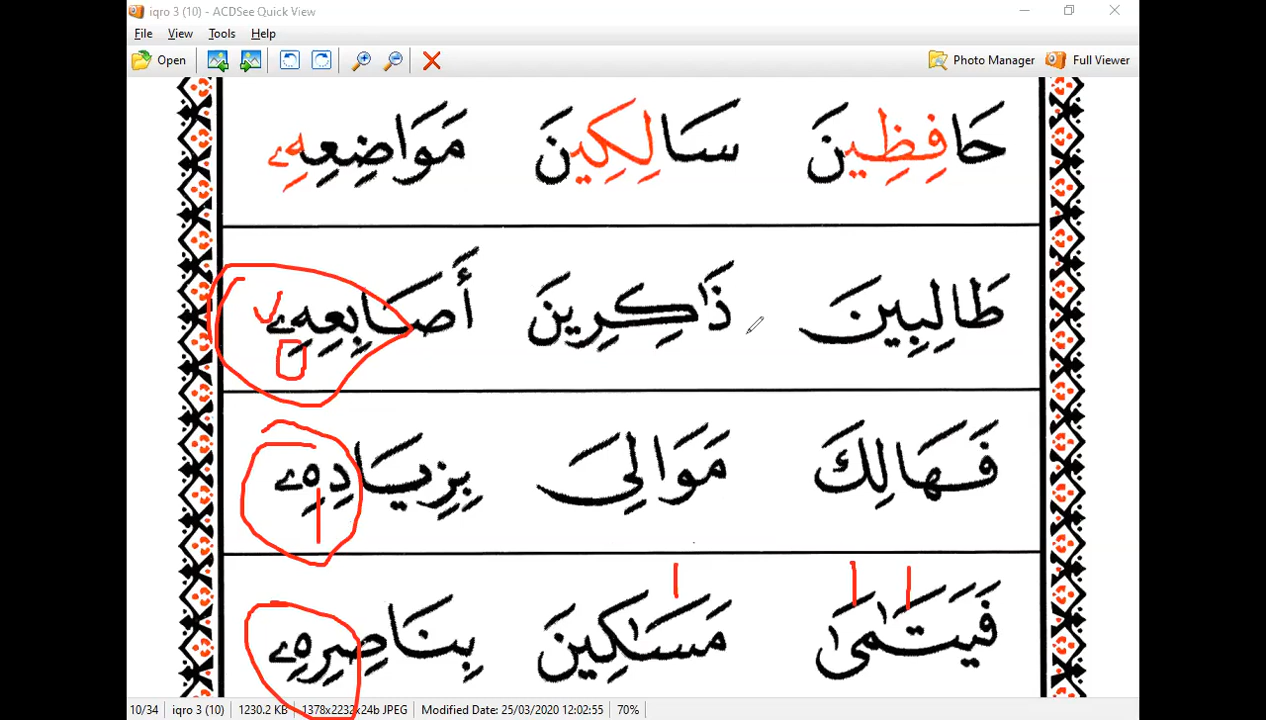 iqro 3 (10) - ACDSee Quick View
File View Tools Help
Open Photo Manager Full Viewer
حَافِظِينَ سَالِكِينَ مَوَاضِعِهِۦ
طَالِبِينَ ذَاكِرِينَ أَصَابِعِهِۦ
فَهَالِكَ مَوَالِىَ بِزِيَادِهِۦ
فَيَتَٰمَىٰ مَسَٰكِينَ بِنَاصِرِهِۦ
10/34 iqro 3 (10) 1230.2 KB 1378x2232x24b JPEG Modified Date: 25/03/2020 12:02:55 70%